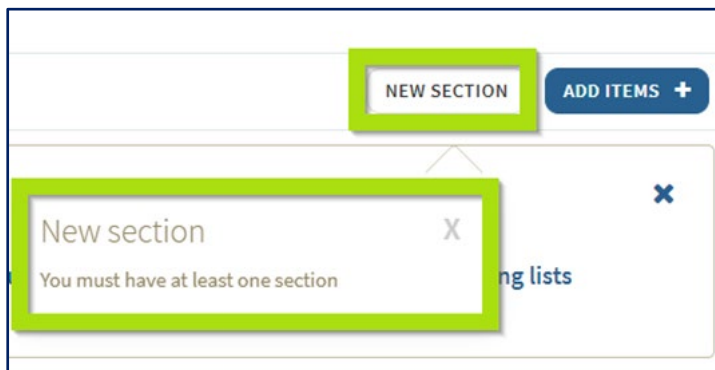 NEW SECTION
ADD ITEMS +
New section X
You must have at least one section
ng lists